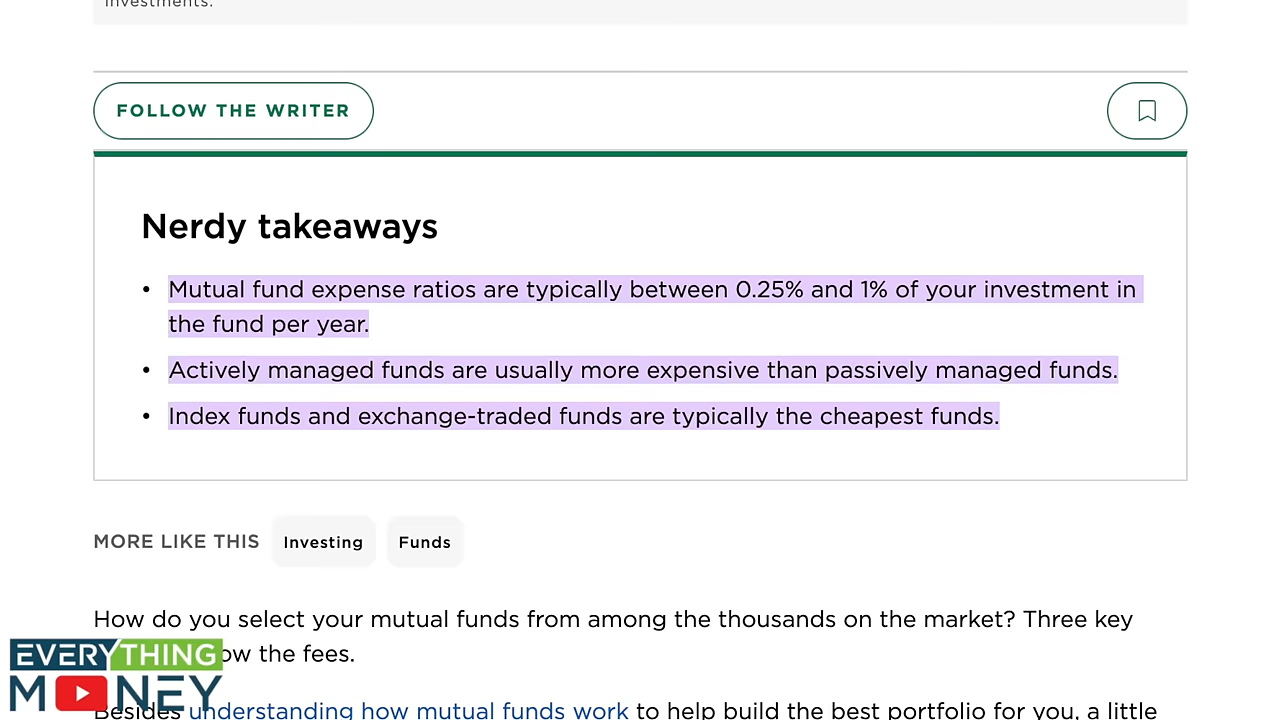 investments.
FOLLOW THE WRITER
Nerdy takeaways
• Mutual fund expense ratios are typically between 0.25% and 1% of your investment in
the fund per year.
• Actively managed funds are usually more expensive than passively managed funds.
• Index funds and exchange-traded funds are typically the cheapest funds.
MORE LIKE THIS Investing Funds
How do you select your mutual funds from among the thousands on the market? Three key
the fees.
Besides understanding how mutual funds work to help build the best portfolio for you, a little
EVERYTHING
MONEY